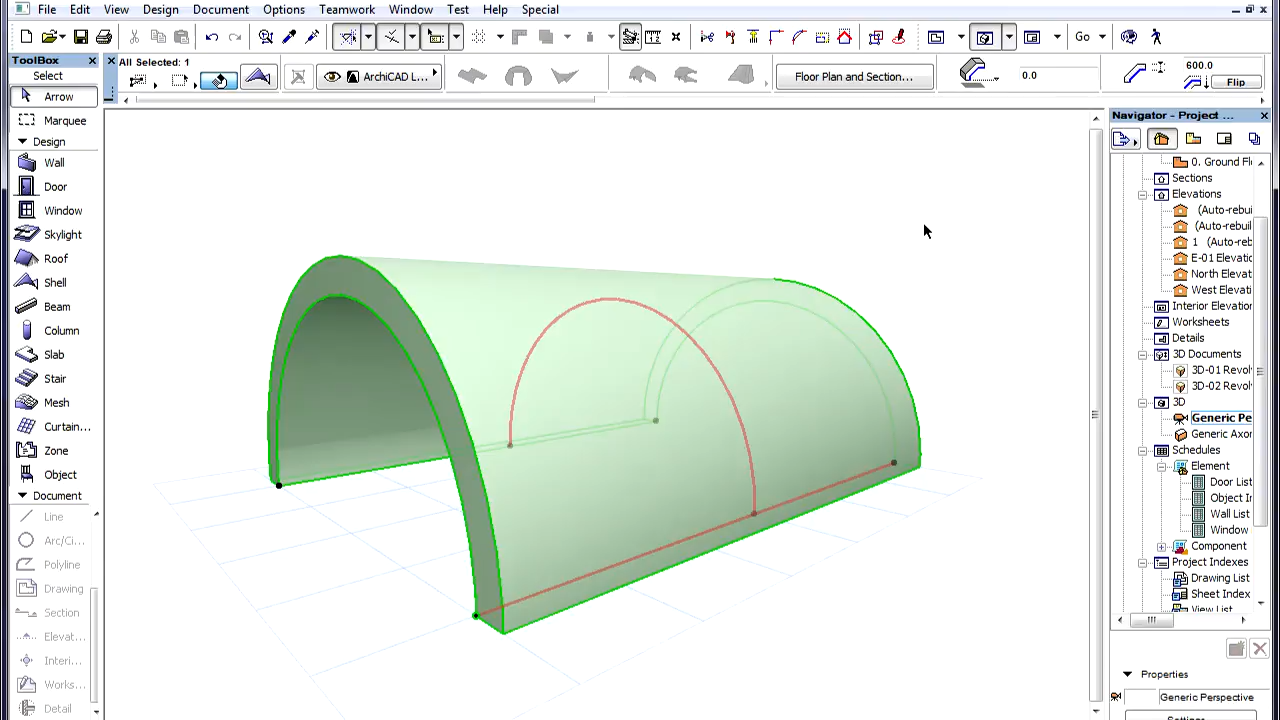 File Edit View Design Document Options Teamwork Window Test Help Special
Go
ToolBox
Select
Arrow
Marquee
Design
Wall
Door
Window
Skylight
Roof
Shell
Beam
Column
Slab
Stair
Mesh
Curtain...
Zone
Object
Document
Line
Arc/Ci...
Polyline
Drawing
Section
Elevat...
Interi...
Works...
Detail
All Selected: 1
ArchiCAD L...
Floor Plan and Section...
0.0
600.0
Flip
Navigator - Project ...
0. Ground Fl
Sections
Elevations
(Auto-rebui
(Auto-rebui
1 (Auto-reb
E-01 Elevatio
North Elevat
West Elevati
Interior Elevation
Worksheets
Details
3D Documents
3D-01 Revol
3D-02 Revol
3D
Generic Pe
Generic Axor
Schedules
Element
Door List
Object In
Wall List
Window
Component
Project Indexes
Drawing List
Sheet Index
View List
Properties
Generic Perspective
Settings